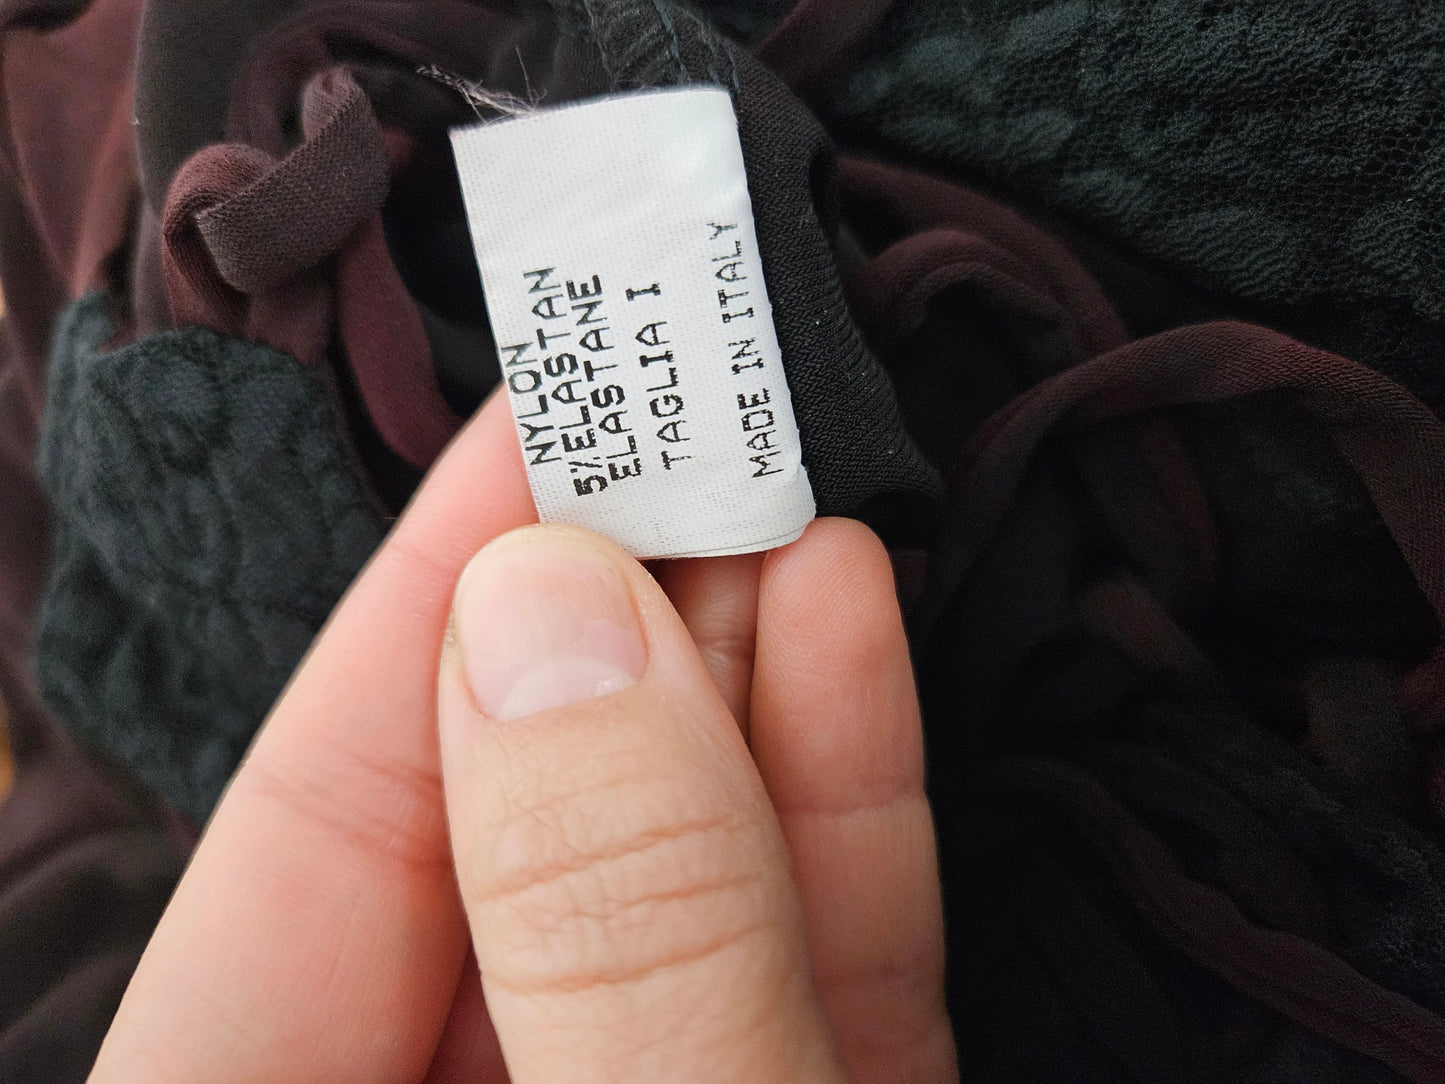 NYLON
5%ELASTAN
ELASTANE
TAGLIA I
MADE IN ITALY